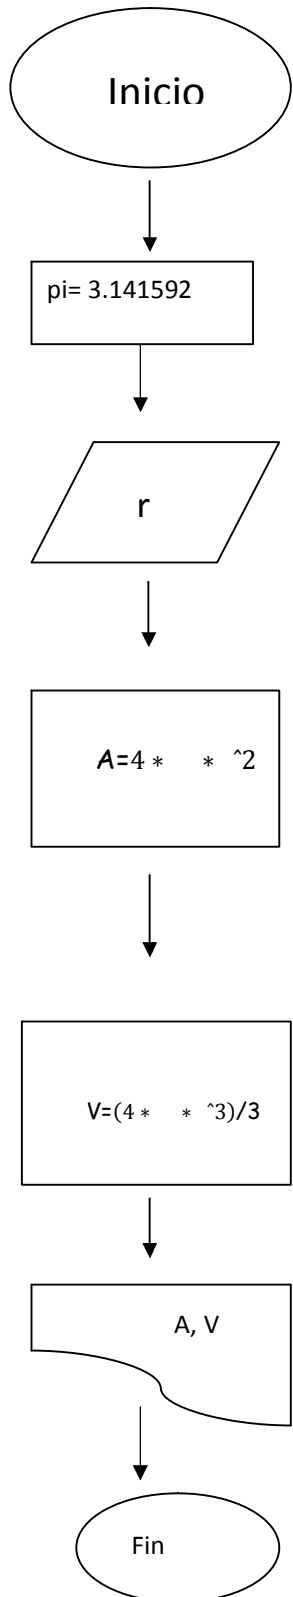 Inicio
pi= 3.141592
r
A=4 * * ^2
V=(4 * * ^3)/3
A, V
Fin